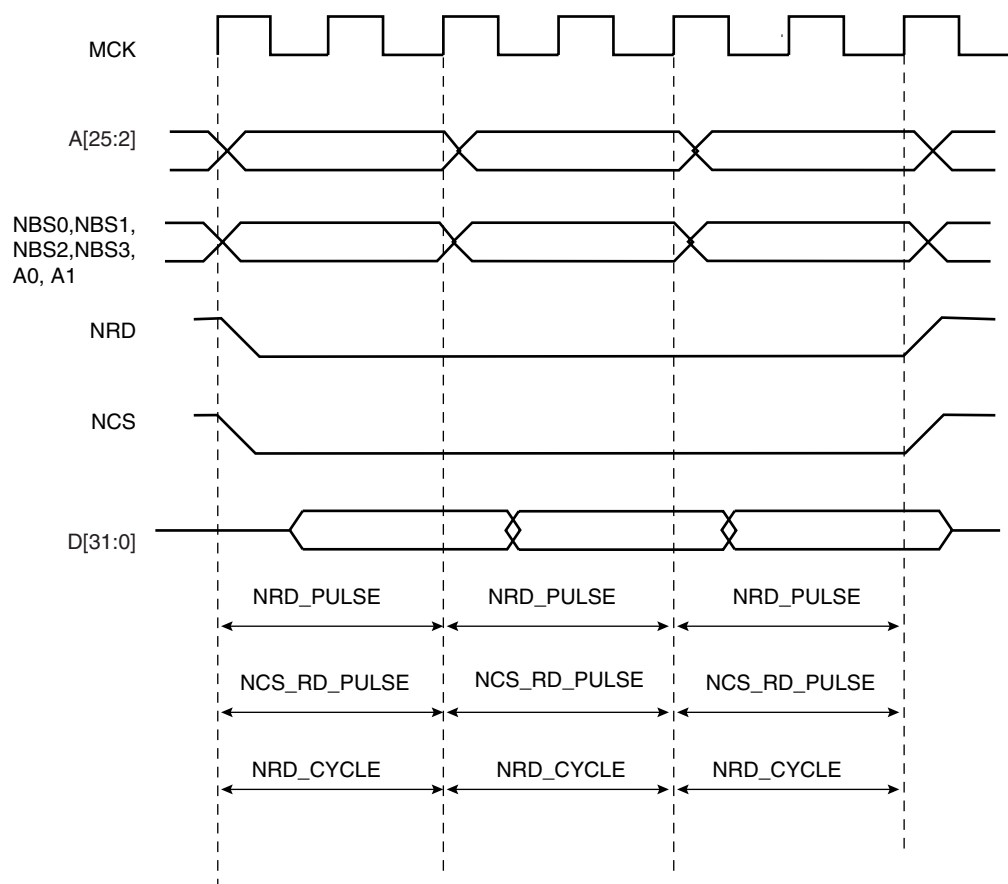 MCK
A[25:2]
NBS0,NBS1,
NBS2,NBS3,
A0, A1
NRD
NCS
D[31:0]
NRD_PULSE NRD_PULSE NRD_PULSE
NCS_RD_PULSE NCS_RD_PULSE NCS_RD_PULSE
NRD_CYCLE NRD_CYCLE NRD_CYCLE